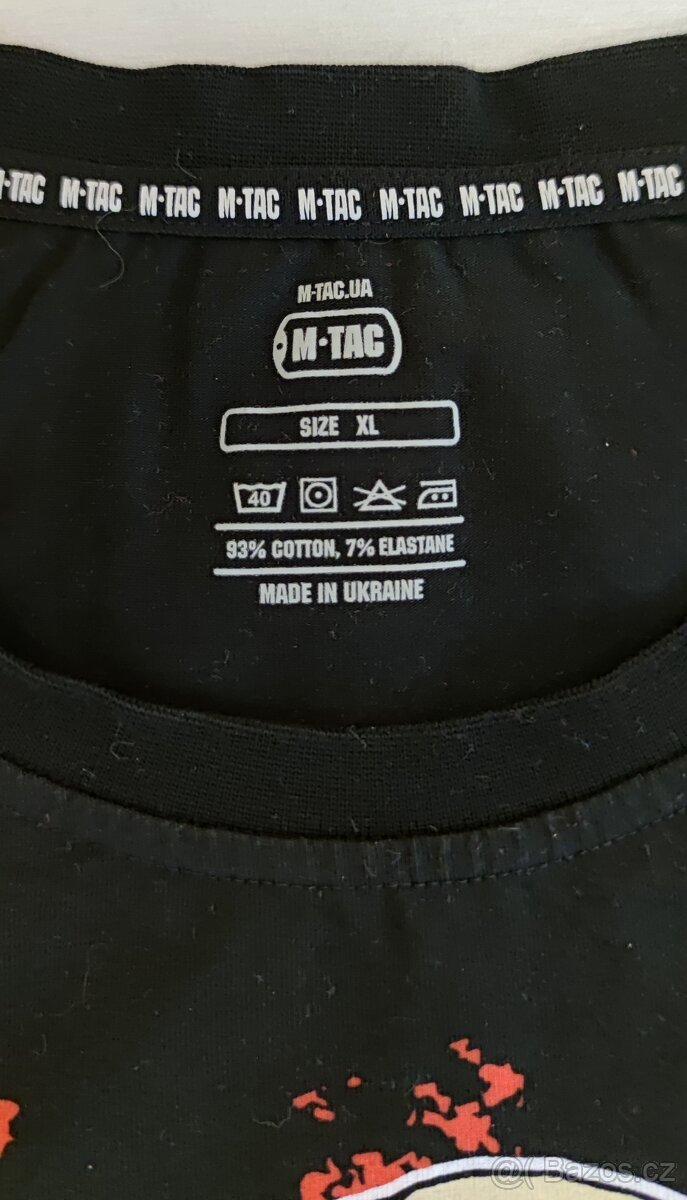 M·TAC M·TAC M·TAC M·TAC M·TAC M·TAC M·TAC M·TAC M·TAC
M-TAC.UA
M·TAC
SIZE XL
40
93% COTTON, 7% ELASTANE
MADE IN UKRAINE
@ Bazos.cz